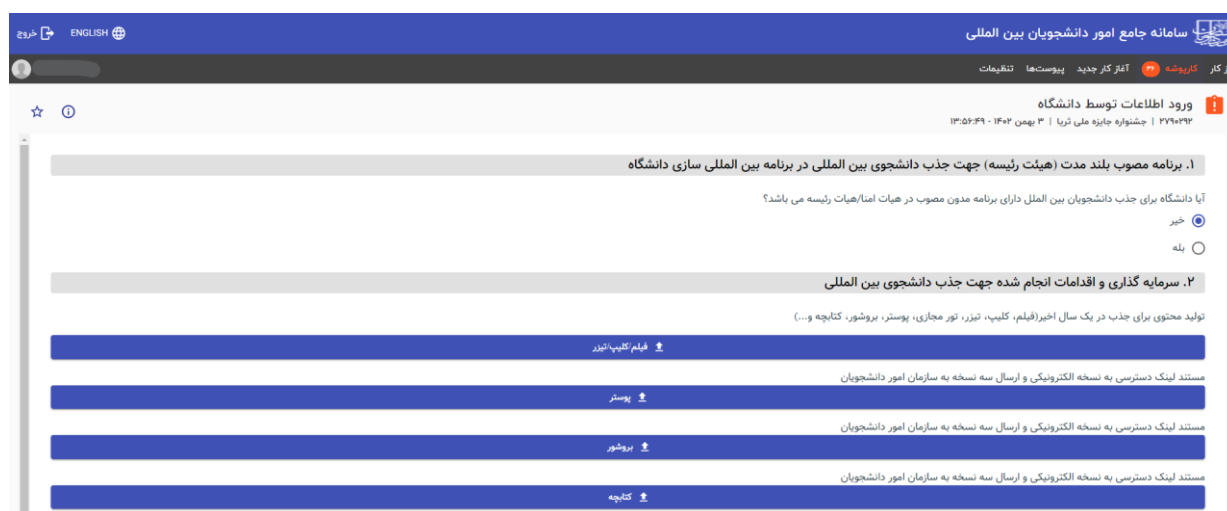 سامانه جامع امور دانشجویان بین المللی
ENGLISH خروج
ز کار کارپوشه ۳۶ آغاز کار جدید پیوست‌ها تنظیمات
ورود اطلاعات توسط دانشگاه
۲۷۹۰۲۹۲ | جشنواره جایزه ملی ثریا | ۳ بهمن ۱۴۰۲ - ۱۳:۵۶:۴۹
۱. برنامه مصوب بلند مدت (هیئت رئیسه) جهت جذب دانشجوی بین المللی در برنامه بین المللی سازی دانشگاه
آیا دانشگاه برای جذب دانشجویان بین الملل دارای برنامه مدون مصوب در هیات امنا/هیات رئیسه می باشد؟
خیر
بله
۲. سرمایه گذاری و اقدامات انجام شده جهت جذب دانشجوی بین المللی
تولید محتوی برای جذب در یک سال اخیر(فیلم، کلیپ، تیزر، تور مجازی، پوستر، بروشور، کتابچه و...)
فیلم/کلیپ/تیزر
مستند لینک دسترسی به نسخه الکترونیکی و ارسال سه نسخه به سازمان امور دانشجویان
پوستر
مستند لینک دسترسی به نسخه الکترونیکی و ارسال سه نسخه به سازمان امور دانشجویان
بروشور
مستند لینک دسترسی به نسخه الکترونیکی و ارسال سه نسخه به سازمان امور دانشجویان
کتابچه